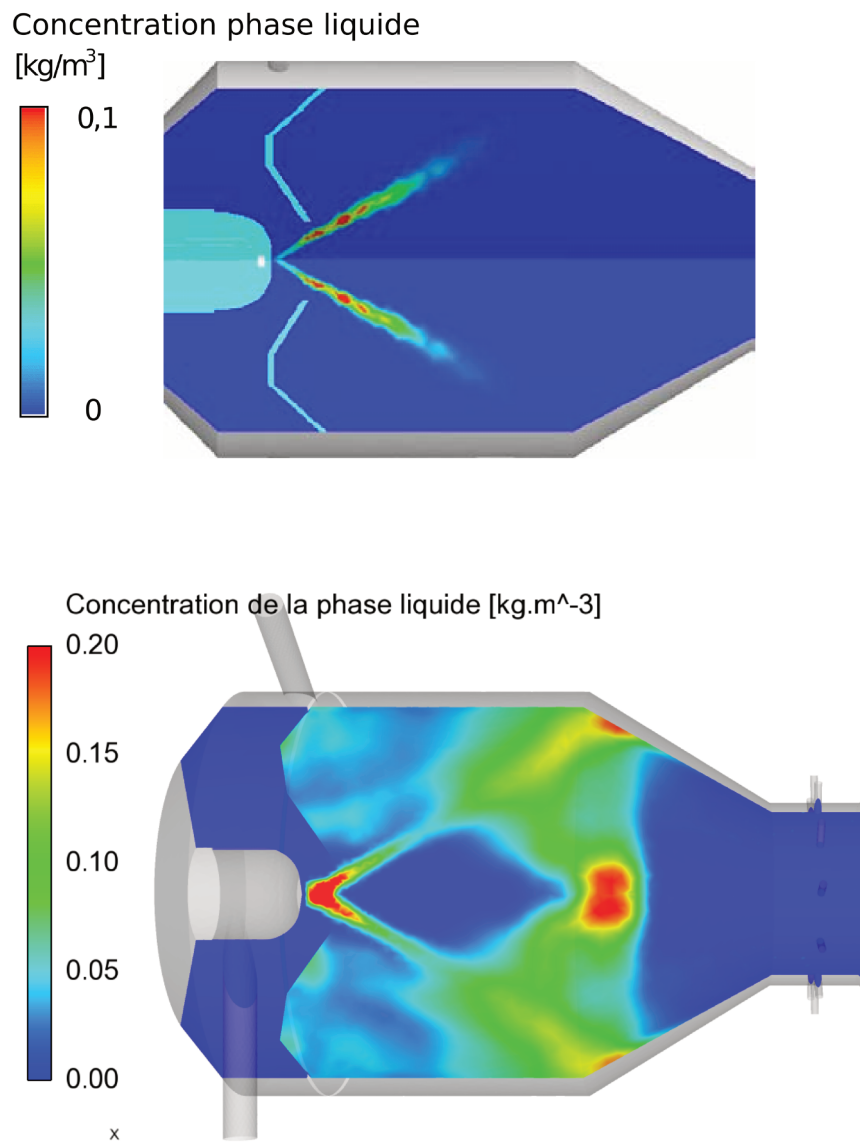 Concentration phase liquide
[kg/m³]
0,1
0
Concentration de la phase liquide [kg.m^-3]
0.20
0.15
0.10
0.05
0.00
x